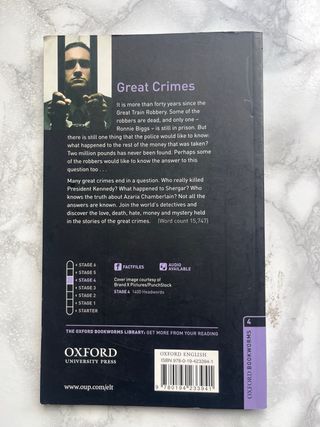 Great Crimes
It is more than forty years since the
Great Train Robbery. Some of the
robbers are dead, and only one –
Ronnie Biggs – is still in prison. But
there is still one thing that the police would like to know:
what happened to the rest of the money that was taken?
Two million pounds has never been found. Perhaps some
of the robbers would like to know the answer to this
question too . . .
Many great crimes end in a question. Who really killed
President Kennedy? What happened to Shergar? Who
knows the truth about Azaria Chamberlain? Not all the
answers are known. Join the world's detectives and
discover the love, death, hate, money and mystery held
in the stories of the great crimes. (Word count 15,747)
STAGE 6
STAGE 5
STAGE 4
STAGE 3
STAGE 2
STAGE 1
STARTER
FACTFILES
AUDIO AVAILABLE
Cover image courtesy of
Brand X Pictures/PunchStock
STAGE 4 1400 Headwords
THE OXFORD BOOKWORMS LIBRARY: GET MORE FROM YOUR READING
4
OXFORD BOOKWORMS
OXFORD
UNIVERSITY PRESS
www.oup.com/elt
OXFORD ENGLISH
ISBN 978-0-19-423394-1
9 780194 233941